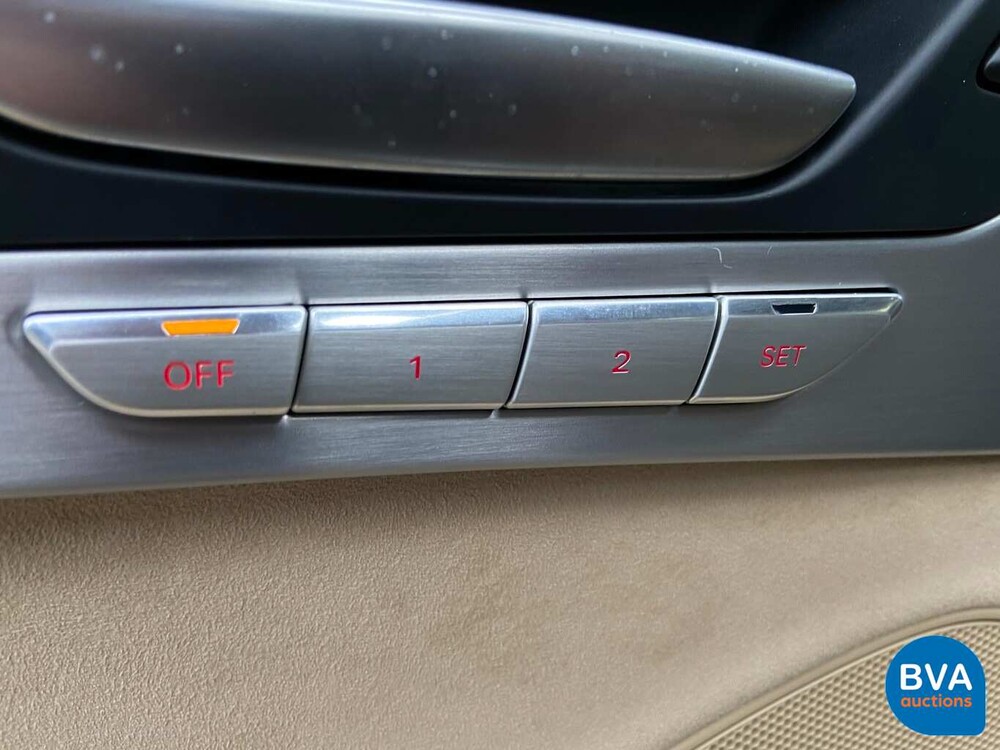 OFF 1 2 SET
BVA
auctions